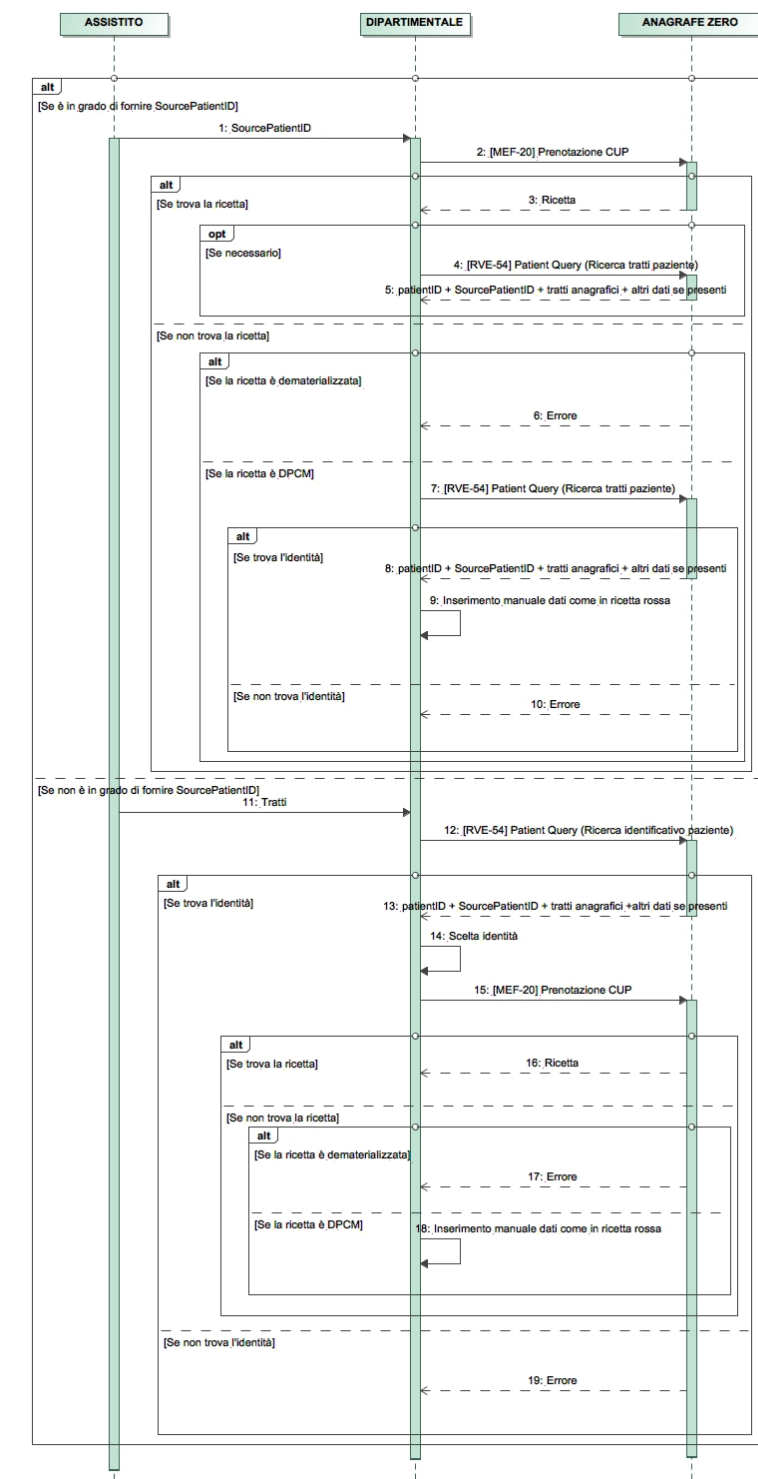 ASSISTITO
DIPARTIMENTALE
ANAGRAFE ZERO
alt
[Se è in grado di fornire SourcePatientID]
1: SourcePatientID
2: [MEF-20] Prenotazione CUP
alt
[Se trova la ricetta]
3: Ricetta
opt
[Se necessario]
4: [RVE-54] Patient Query (Ricerca tratti paziente)
5: patientID + SourcePatientID + tratti anagrafici + altri dati se presenti
[Se non trova la ricetta]
alt
[Se la ricetta è dematerializzata]
6: Errore
[Se la ricetta è DPCM]
7: [RVE-54] Patient Query (Ricerca tratti paziente)
alt
[Se trova l'identità]
8: patientID + SourcePatientID + tratti anagrafici + altri dati se presenti
9: Inserimento manuale dati come in ricetta rossa
[Se non trova l'identità]
10: Errore
[Se non è in grado di fornire SourcePatientID]
11: Tratti
12: [RVE-54] Patient Query (Ricerca identificativo paziente)
alt
[Se trova l'identità]
13: patientID + SourcePatientID + tratti anagrafici +altri dati se presenti
14: Scelta identità
15: [MEF-20] Prenotazione CUP
alt
[Se trova la ricetta]
16: Ricetta
[Se non trova la ricetta]
alt
[Se la ricetta è dematerializzata]
17: Errore
[Se la ricetta è DPCM]
18: Inserimento manuale dati come in ricetta rossa
[Se non trova l'identità]
19: Errore